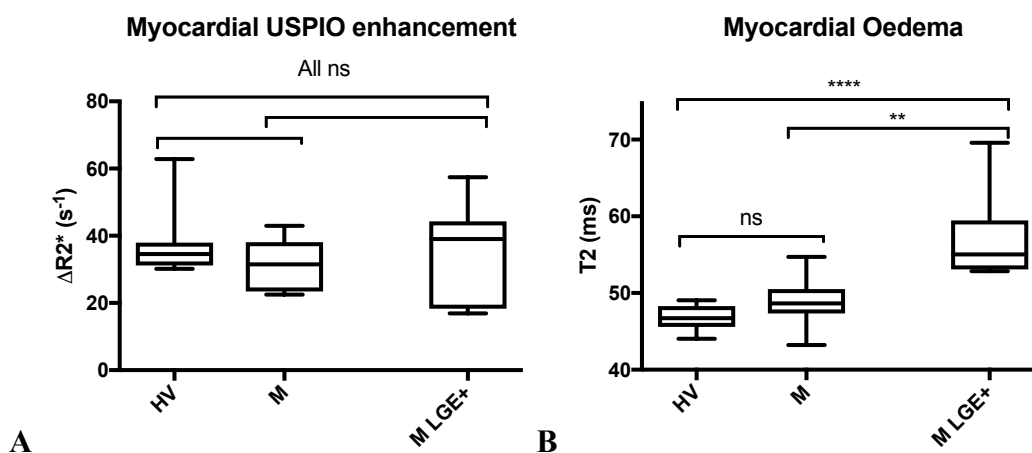 Myocardial USPIO enhancement
All ns
80
60
40
20
0
ΔR2* (s-1)
HV
M
M LGE+
A
Myocardial Oedema
****
**
ns
70
60
50
40
T2 (ms)
HV
M
M LGE+
B